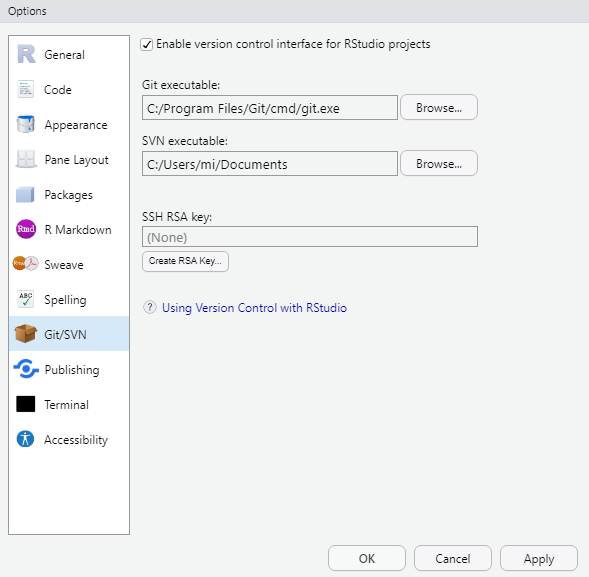 Options
General
Code
Appearance
Pane Layout
Packages
Rmd R Markdown
Rnw Sweave
ABC Spelling
Git/SVN
Publishing
Terminal
Accessibility
Enable version control interface for RStudio projects
Git executable:
C:/Program Files/Git/cmd/git.exe Browse...
SVN executable:
C:/Users/mi/Documents Browse...
SSH RSA key:
(None)
Create RSA Key...
? Using Version Control with RStudio
OK Cancel Apply